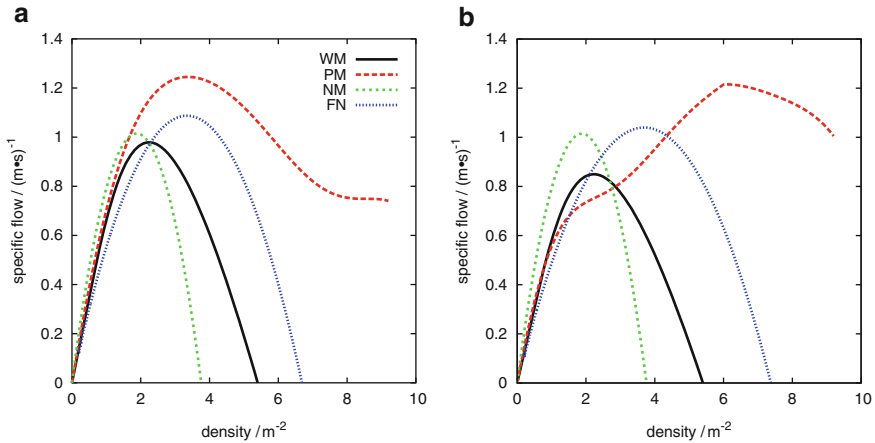 a
1.4
1.2
1
0.8
0.6
0.4
0.2
0
0 2 4 6 8 10
specific flow / (m•s)⁻¹
density / m⁻²
WM
PM
NM
FN
b
1.4
1.2
1
0.8
0.6
0.4
0.2
0
0 2 4 6 8 10
specific flow / (m•s)⁻¹
density / m⁻²